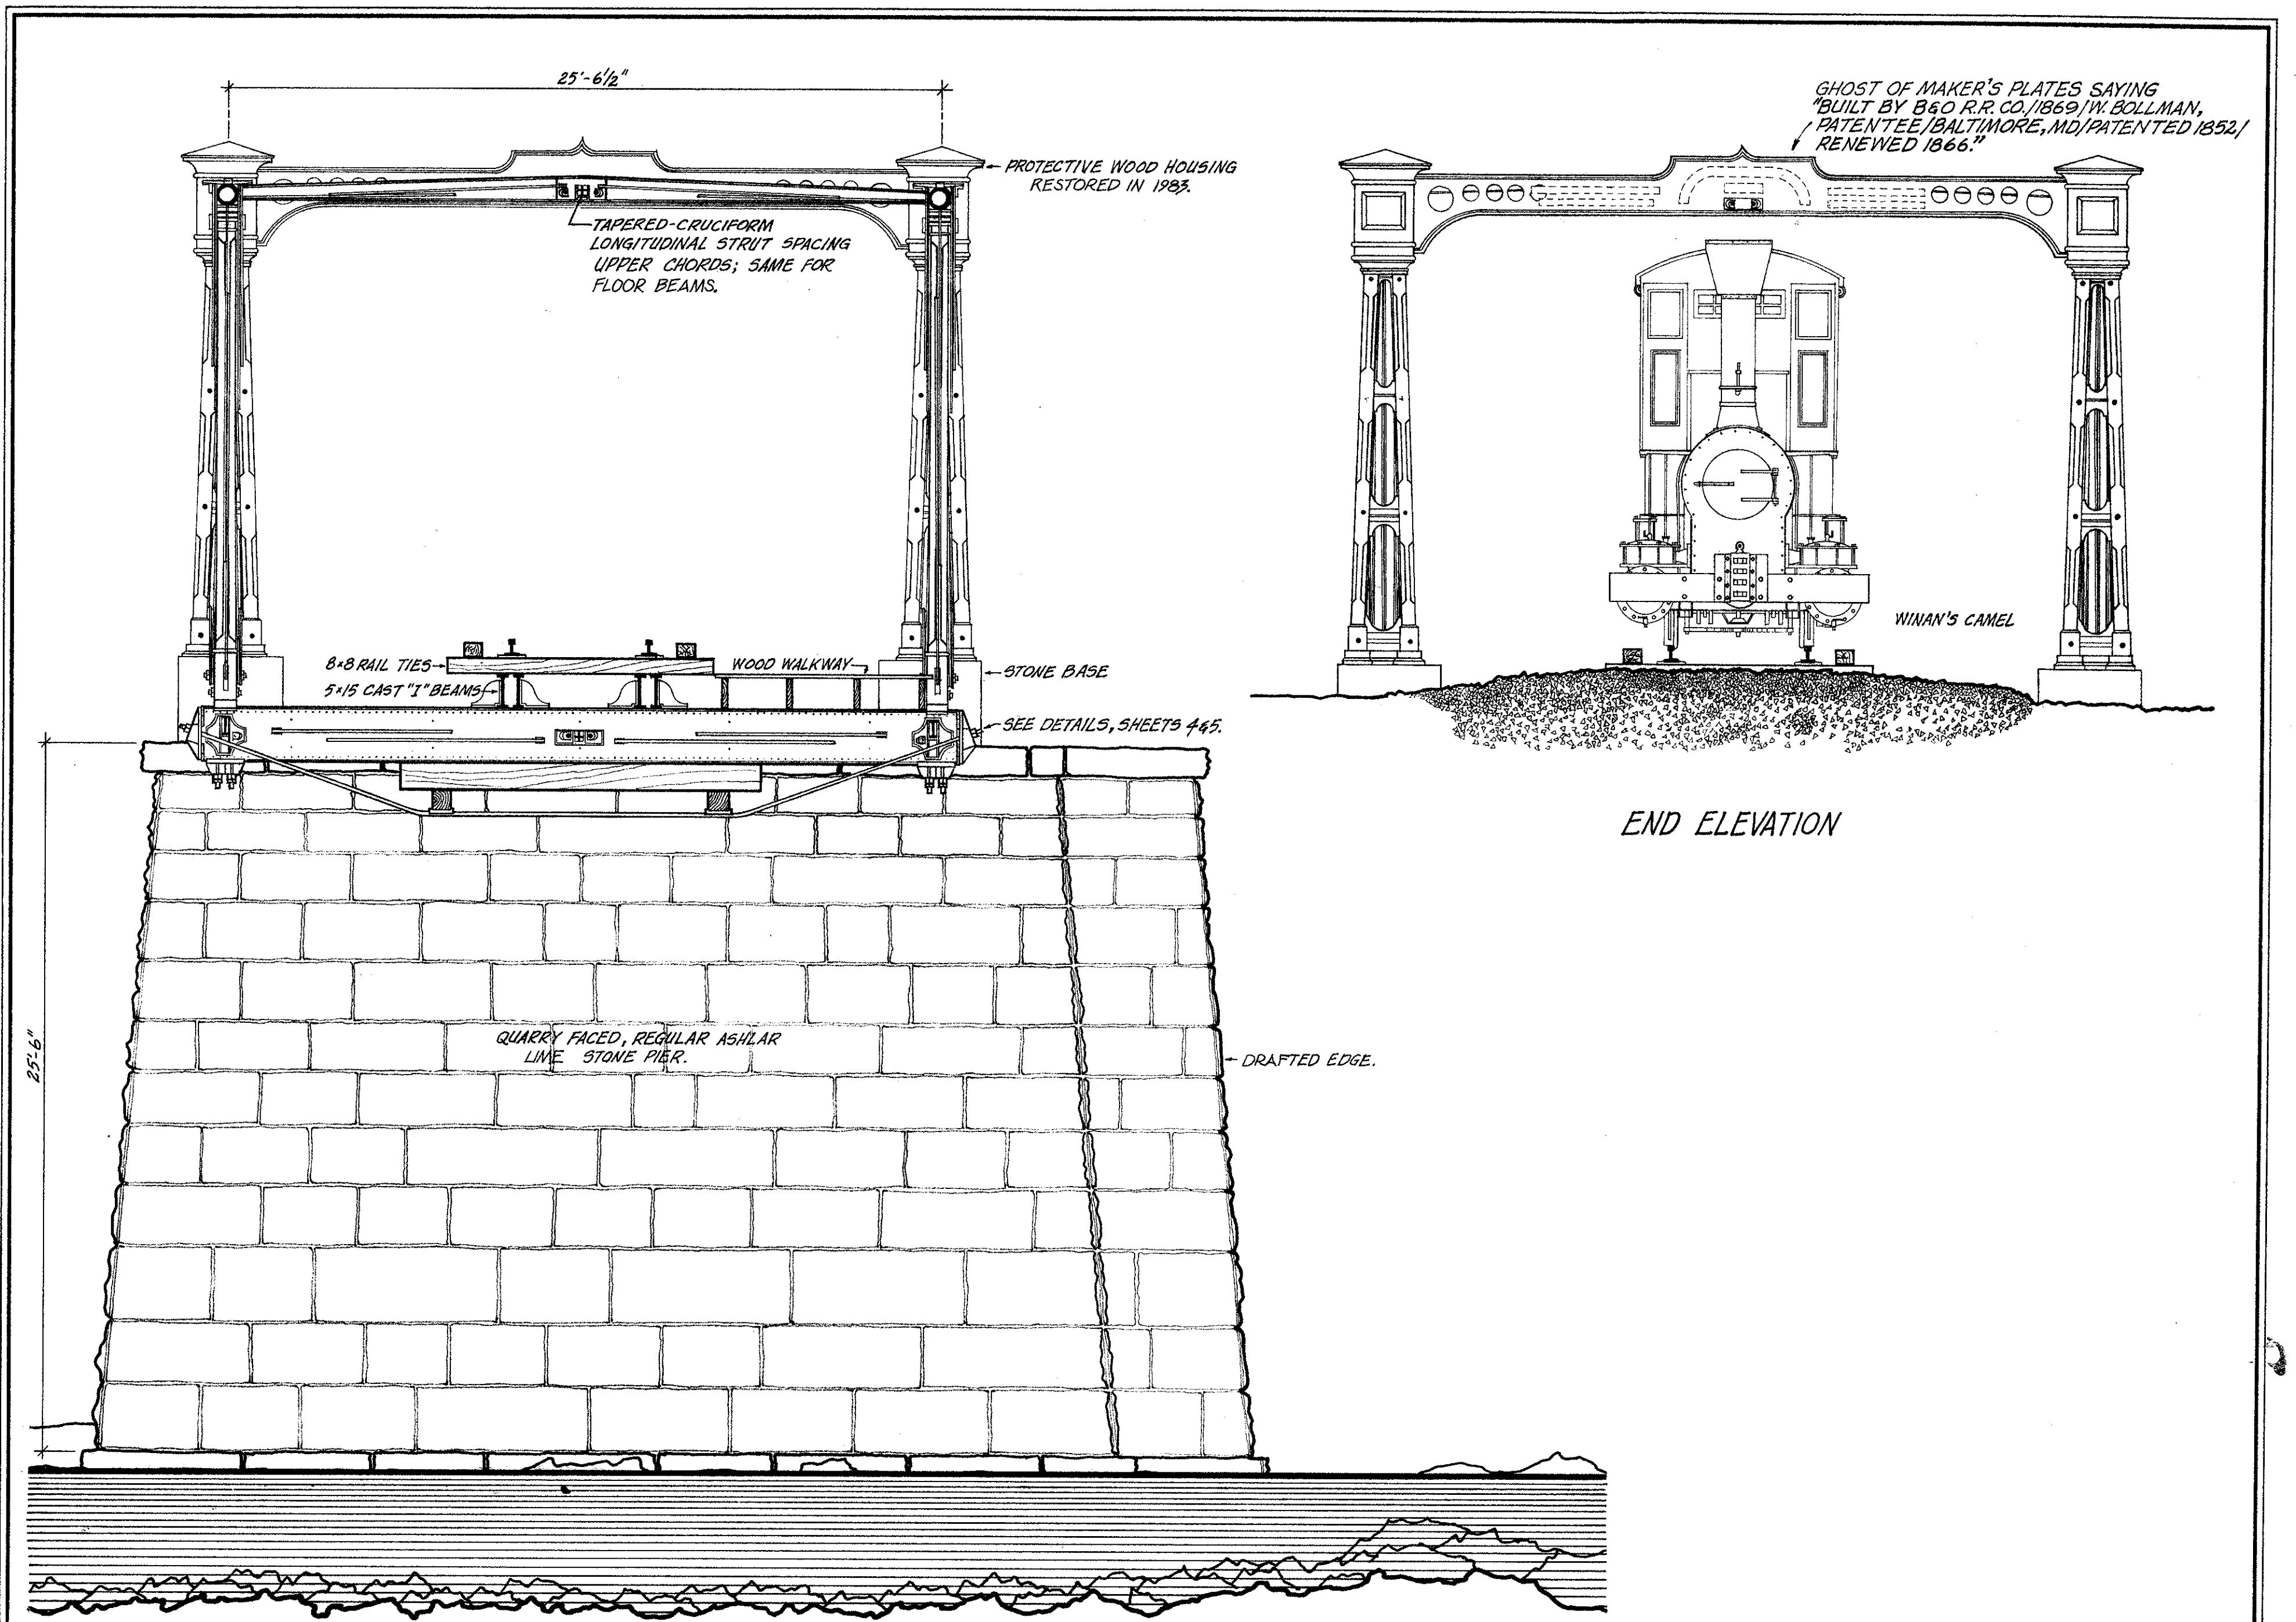 25'-6 1/2"
GHOST OF MAKER'S PLATES SAYING
"BUILT BY B&O R.R. CO./1869/W. BOLLMAN,
PATENTEE/BALTIMORE, MD/PATENTED 1852/
RENEWED 1866."
PROTECTIVE WOOD HOUSING
RESTORED IN 1983.
TAPERED-CRUCIFORM
LONGITUDINAL STRUT SPACING
UPPER CHORDS; SAME FOR
FLOOR BEAMS.
WINAN'S CAMEL
8×8 RAIL TIES
WOOD WALKWAY
STONE BASE
5×15 CAST "I" BEAMS
SEE DETAILS, SHEETS 4&5.
END ELEVATION
25'-6"
QUARRY FACED, REGULAR ASHLAR
LIME STONE PIER.
DRAFTED EDGE.